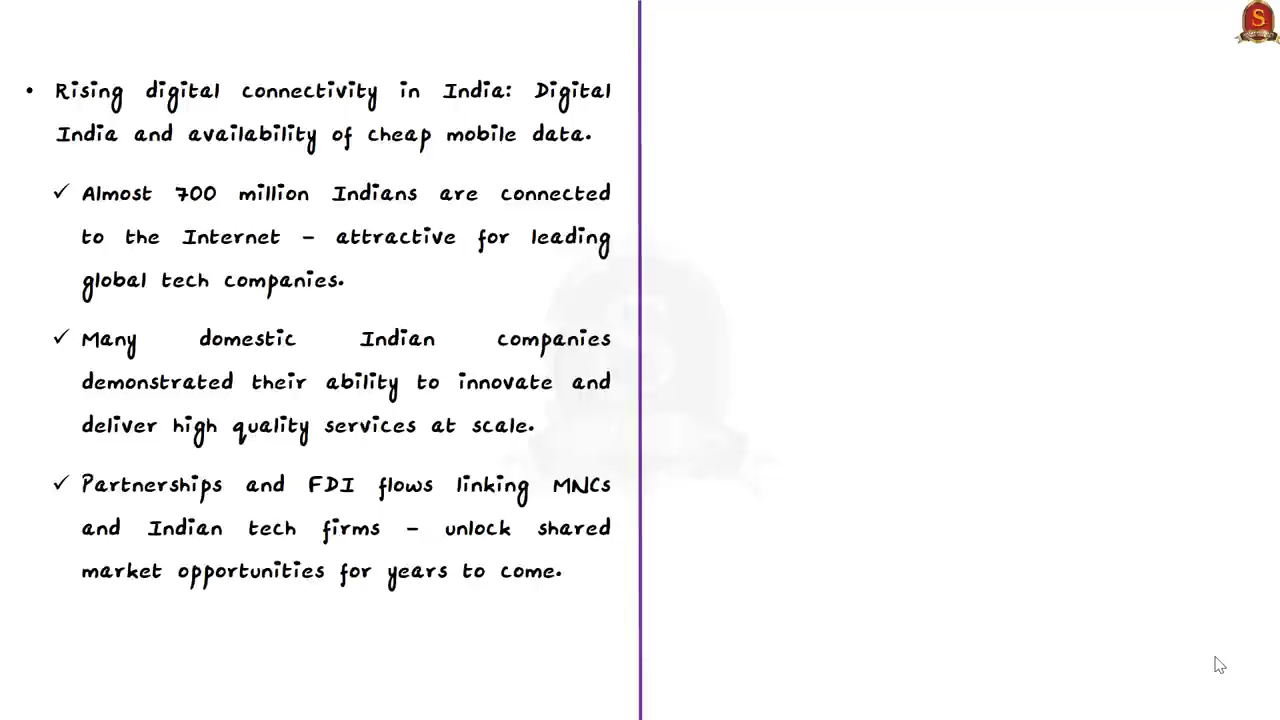 • Rising digital connectivity in India: Digital
India and availability of cheap mobile data.
✓ Almost 700 million Indians are connected
to the Internet – attractive for leading
global tech companies.
✓ Many domestic Indian companies
demonstrated their ability to innovate and
deliver high quality services at scale.
✓ Partnerships and FDI flows linking MNCs
and Indian tech firms – unlock shared
market opportunities for years to come.
S